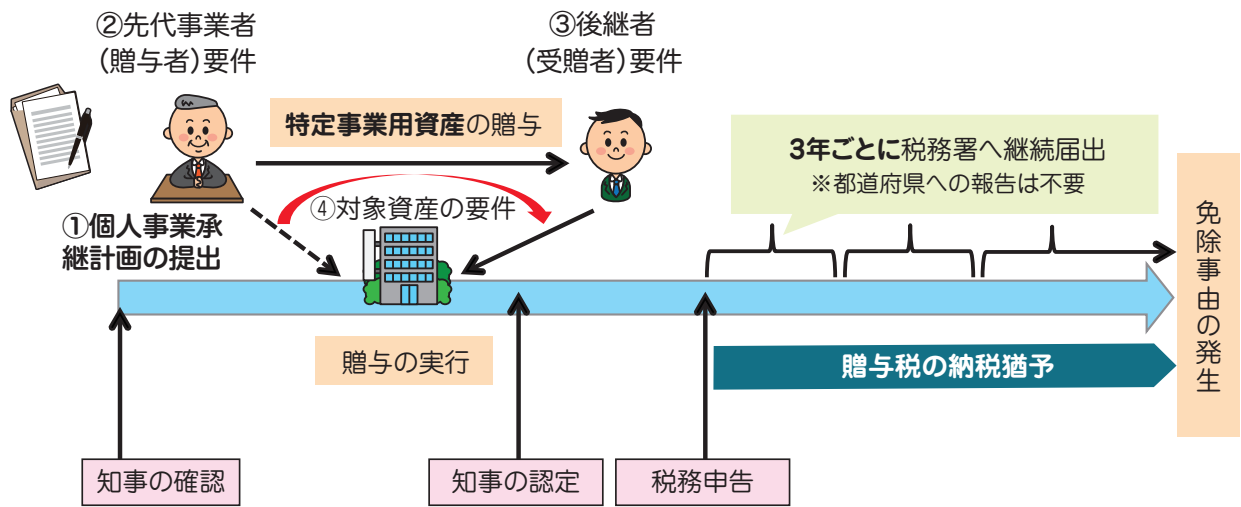 ②先代事業者
(贈与者)要件
③後継者
(受贈者)要件
特定事業用資産の贈与
3年ごとに税務署へ継続届出
※都道府県への報告は不要
①個人事業承
継計画の提出
④対象資産の要件
免除事由の発生
贈与の実行
贈与税の納税猶予
知事の確認
知事の認定
税務申告